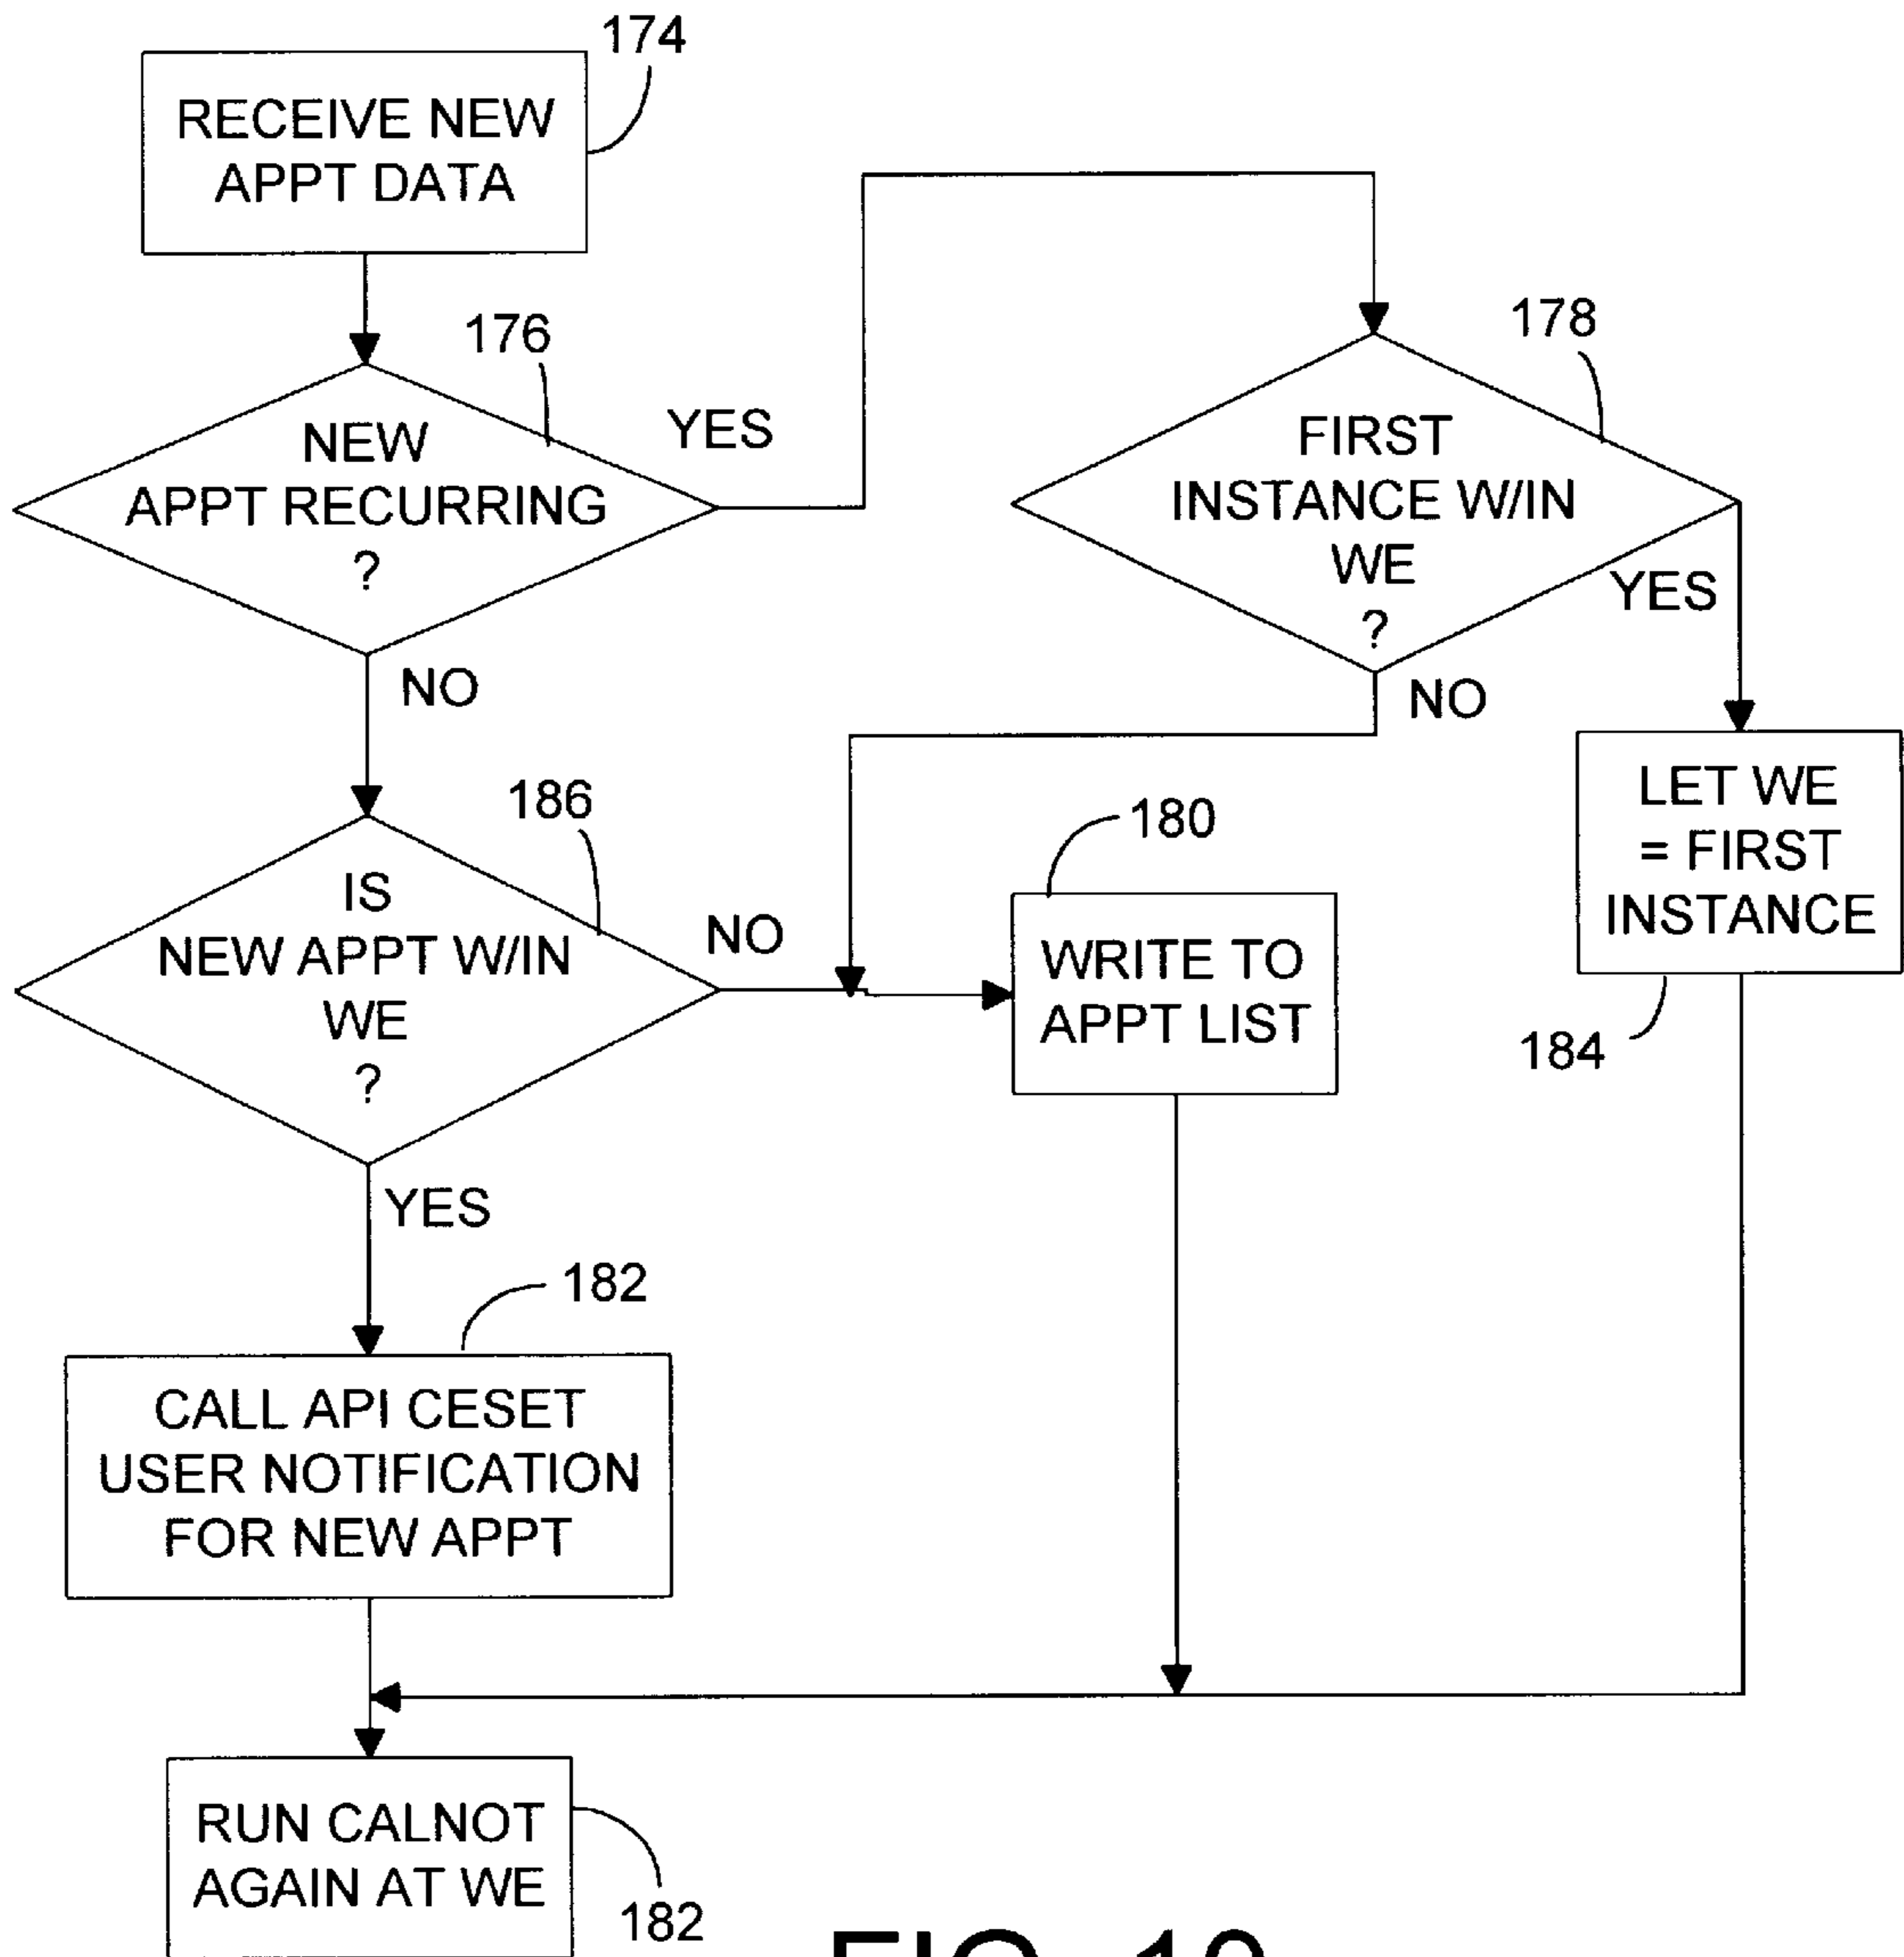 174
RECEIVE NEW
APPT DATA
176
NEW
APPT RECURRING
?
YES
NO
178
FIRST
INSTANCE W/IN
WE
?
YES
NO
186
IS
NEW APPT W/IN
WE
?
NO
YES
180
WRITE TO
APPT LIST
LET WE
= FIRST
INSTANCE
184
182
CALL API CESET
USER NOTIFICATION
FOR NEW APPT
RUN CALNOT
AGAIN AT WE
182